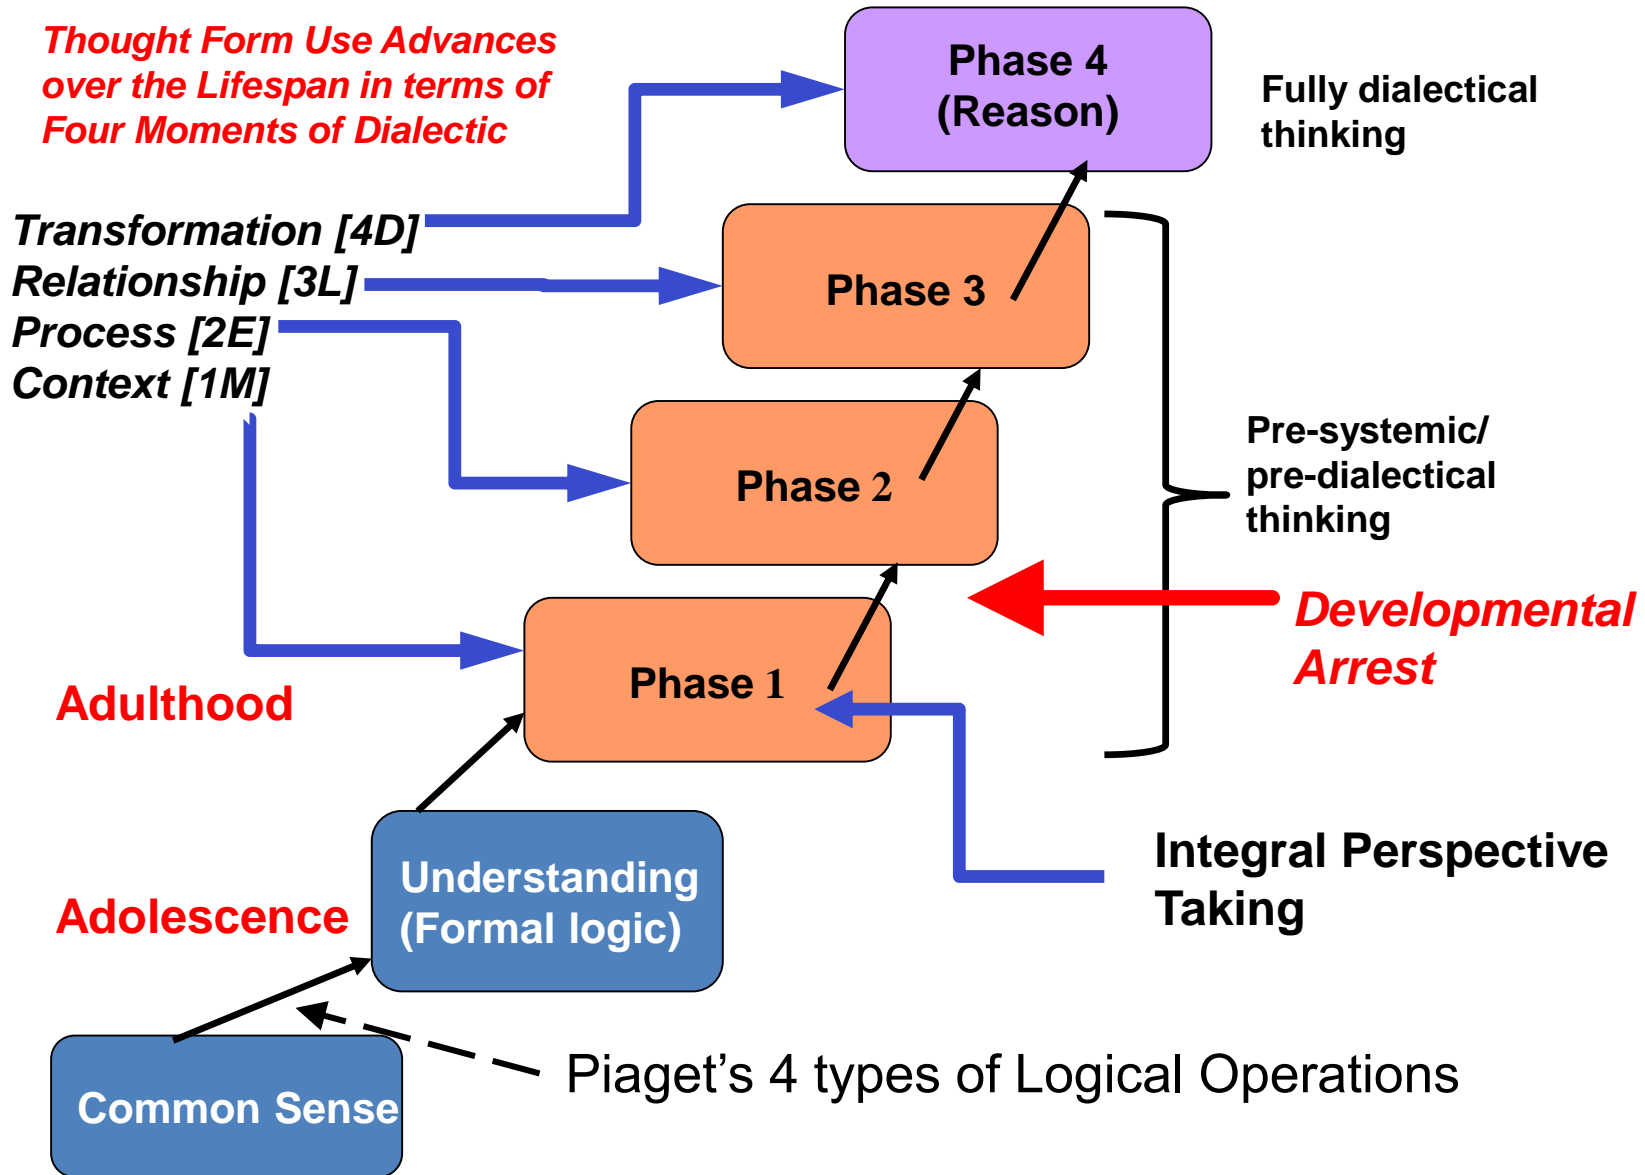 Thought Form Use Advances
over the Lifespan in terms of
Four Moments of Dialectic
Phase 4
(Reason)
Fully dialectical
thinking
Transformation [4D]
Relationship [3L]
Process [2E]
Context [1M]
Phase 3
Phase 2
Pre-systemic/
pre-dialectical
thinking
Developmental
Arrest
Phase 1
Adulthood
Integral Perspective
Taking
Understanding
(Formal logic)
Adolescence
Piaget’s 4 types of Logical Operations
Common Sense